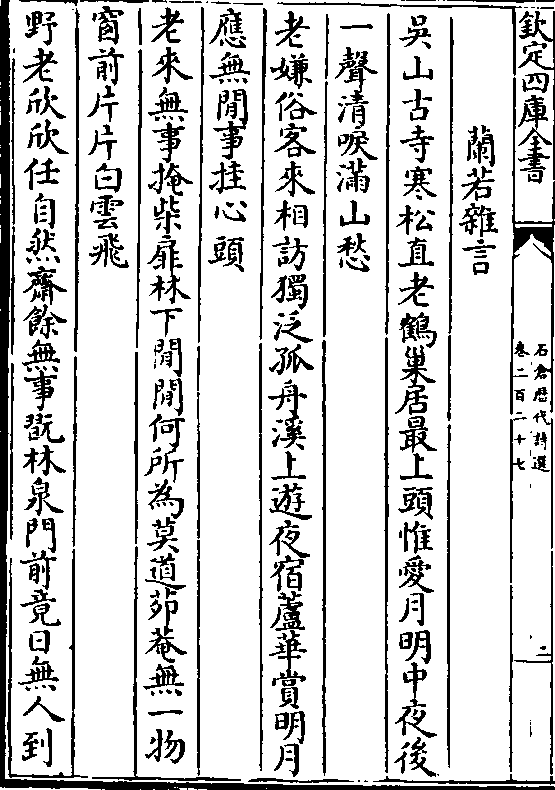 欽定四庫全書
石倉歴代詩選
卷二百二十七
二
蘭若雜言
吳山古寺寒松直老鶴巢居最上頭惟愛月明中夜後
一聲清唳滿山愁
老嫌俗客來相訪獨泛孤舟溪上遊夜宿蘆華賞明月
應無閒事挂心頭
老來無事掩柴扉林下閒閒何所為莫道茆菴無一物
窗前片片白雲飛
野老欣欣任自然齋餘無事翫林泉門前竟日無人到